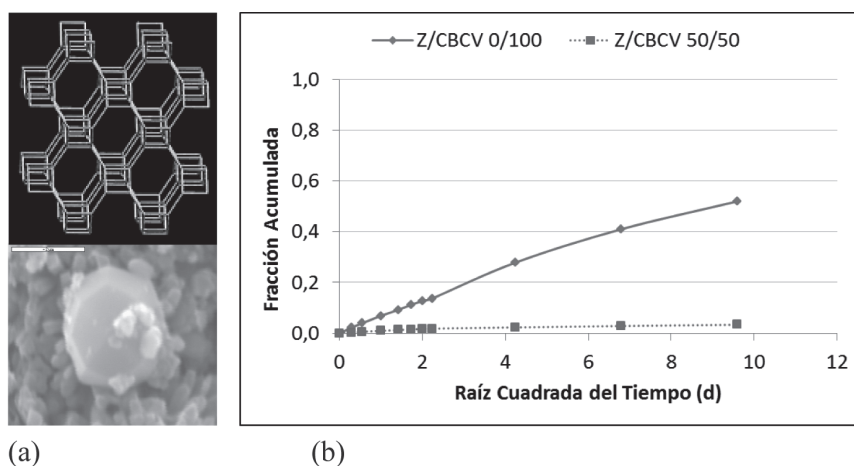 Z/CBCV 0/100
Z/CBCV 50/50
Fracción Acumulada
1,0
0,8
0,6
0,4
0,2
0,0
0
2
4
6
8
10
12
Raíz Cuadrada del Tiempo (d)
(a)
(b)